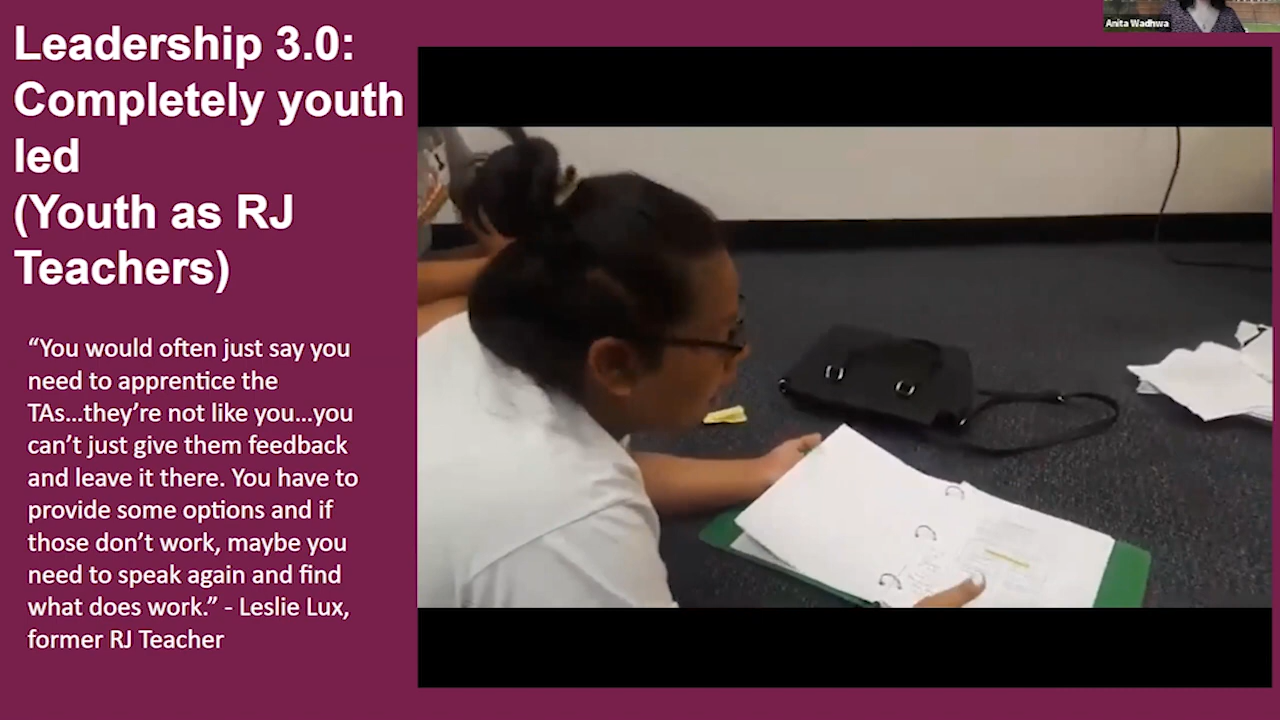 Leadership 3.0:
Completely youth
led
(Youth as RJ
Teachers)
“You would often just say you
need to apprentice the
TAs…they’re not like you…you
can’t just give them feedback
and leave it there. You have to
provide some options and if
those don’t work, maybe you
need to speak again and find
what does work.” - Leslie Lux,
former RJ Teacher
Anita Wadhwa